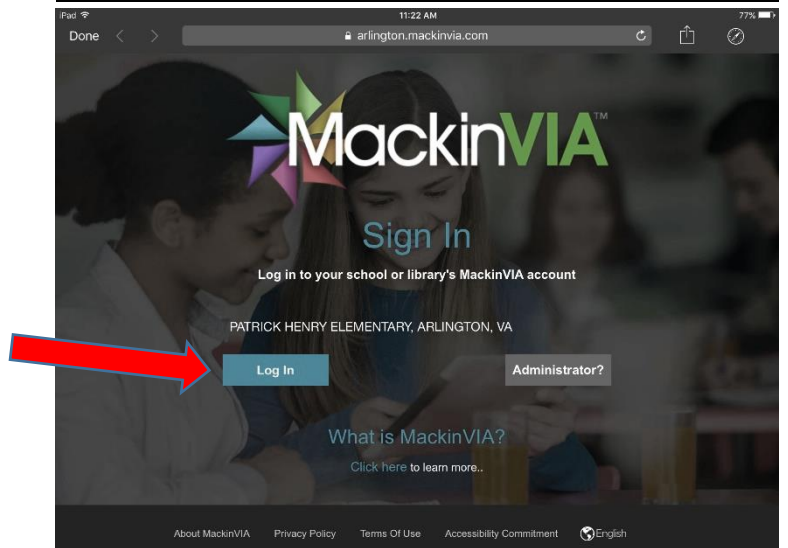 iPad 11:22 AM 77%
Done arlington.mackinvia.com
MackinVIA™
Sign In
Log in to your school or library's MackinVIA account
PATRICK HENRY ELEMENTARY, ARLINGTON, VA
Log In Administrator?
What is MackinVIA?
Click here to learn more..
About MackinVIA Privacy Policy Terms Of Use Accessibility Commitment English